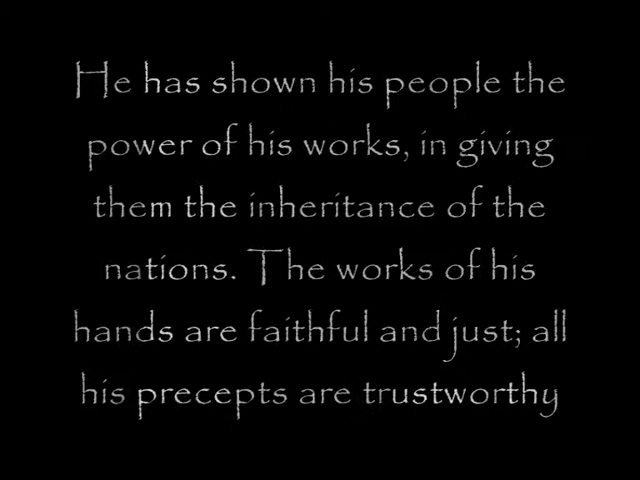 He has shown his people the
power of his works, in giving
them the inheritance of the
nations. The works of his
hands are faithful and just; all
his precepts are trustworthy